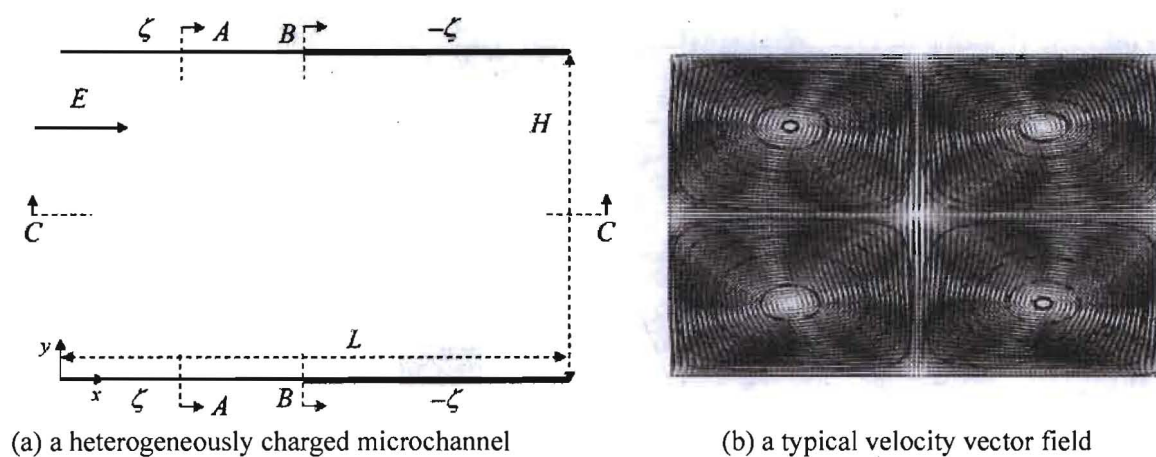 ζ A B -ζ
E
H
C C
y L
x ζ A B -ζ
(a) a heterogeneously charged microchannel
(b) a typical velocity vector field